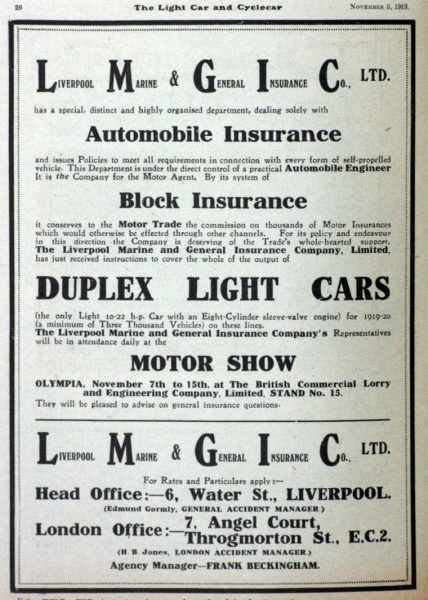 26 The Light Car and Cyclecar November 8, 1919.
Liverpool Marine & General Insurance Co., LTD.
has a special, distinct and highly organised department, dealing solely with
Automobile Insurance
and issues Policies to meet all requirements in connection with every form of self-propelled
vehicle. This Department is under the direct control of a practical Automobile Engineer
It is the Company for the Motor Agent. By its system of
Block Insurance
it conserves to the Motor Trade the commission on thousands of Motor Insurances
which would otherwise be effected through other channels. For its policy and endeavour
in this direction the Company is deserving of the Trade's whole-hearted support.
The Liverpool Marine and General Insurance Company, Limited,
has just received instructions to cover the whole of the output of
DUPLEX LIGHT CARS
(the only Light 10-22 h.p. Car with an Eight-Cylinder sleeve-valve engine) for 1919-20
(a minimum of Three Thousand Vehicles) on these lines.
The Liverpool Marine and General Insurance Company's Representatives
will be in attendance daily at the
MOTOR SHOW
OLYMPIA, November 7th to 15th, at The British Commercial Lorry
and Engineering Company, Limited, STAND No. 15.
They will be pleased to advise on general insurance questions.
Liverpool Marine & General Insurance Co., LTD.
For Rates and Particulars apply:—
Head Office:—6, Water St., LIVERPOOL.
(Edmund Gormly, GENERAL ACCIDENT MANAGER.)
London Office:—7, Angel Court,
Throgmorton St., E.C.2.
(H. B. Jones, LONDON ACCIDENT MANAGER.)
Agency Manager—FRANK BECKINGHAM.